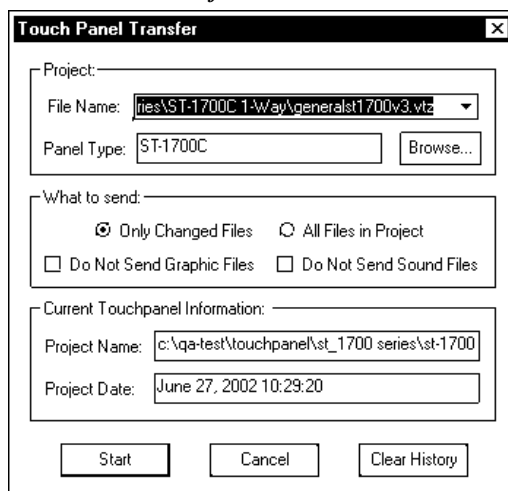 Touch Panel Transfer
Project:
File Name: ries\ST-1700C 1-Way\generalst1700v3.vtz
Panel Type: ST-1700C Browse...
What to send:
Only Changed Files All Files in Project
Do Not Send Graphic Files Do Not Send Sound Files
Current Touchpanel Information:
Project Name: c:\qa-test\touchpanel\st_1700 series\st-1700
Project Date: June 27, 2002 10:29:20
Start Cancel Clear History